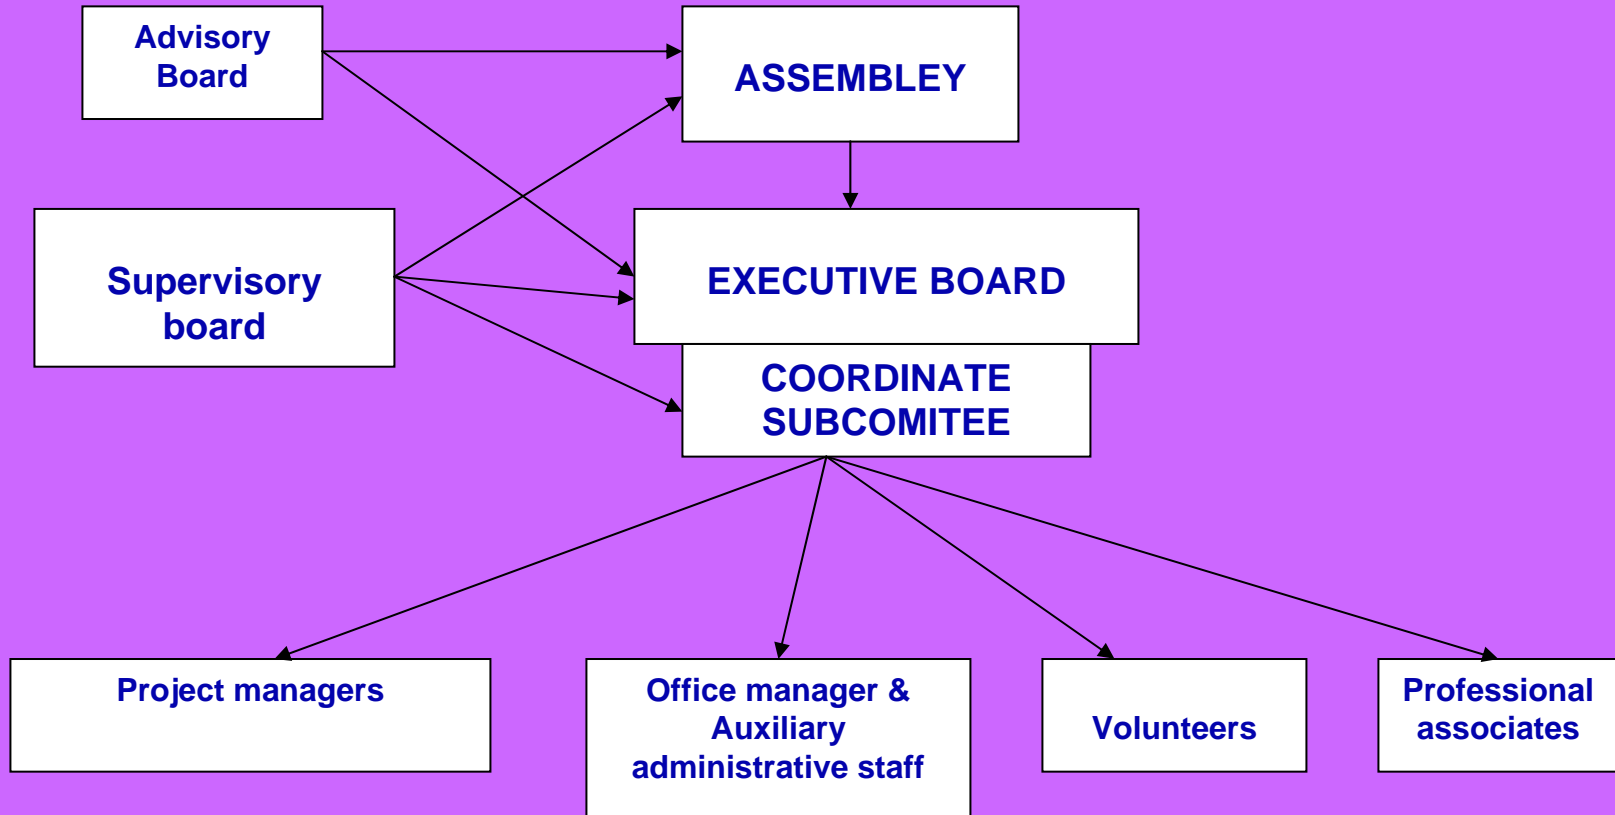 Advisory
Board
ASSEMBLEY
Supervisory
board
EXECUTIVE BOARD
COORDINATE
SUBCOMITEE
Project managers
Office manager &
Auxiliary
administrative staff
Volunteers
Professional
associates